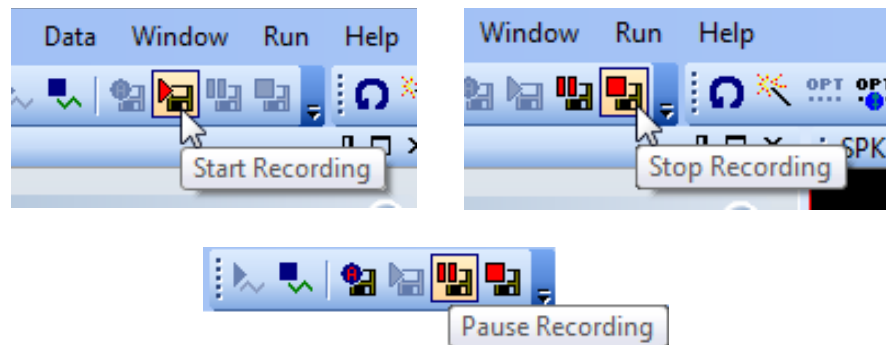 Data Window Run Help
Start Recording
Window Run Help
OPT OPT
SPK
Stop Recording
A
Pause Recording